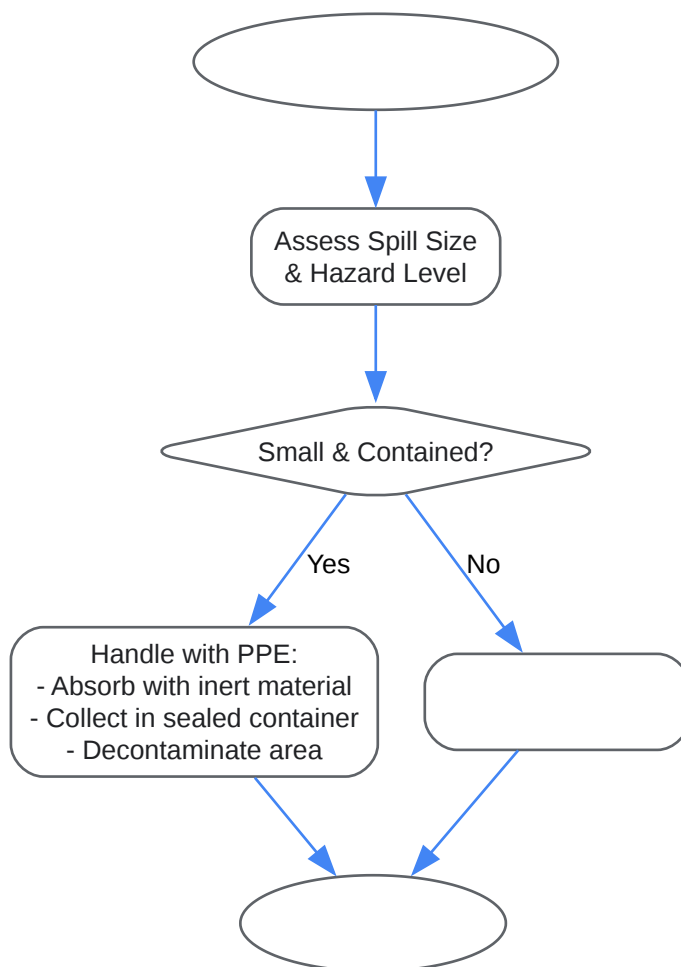 Assess Spill Size
& Hazard Level
Small & Contained?
Yes
No
Handle with PPE:
- Absorb with inert material
- Collect in sealed container
- Decontaminate area